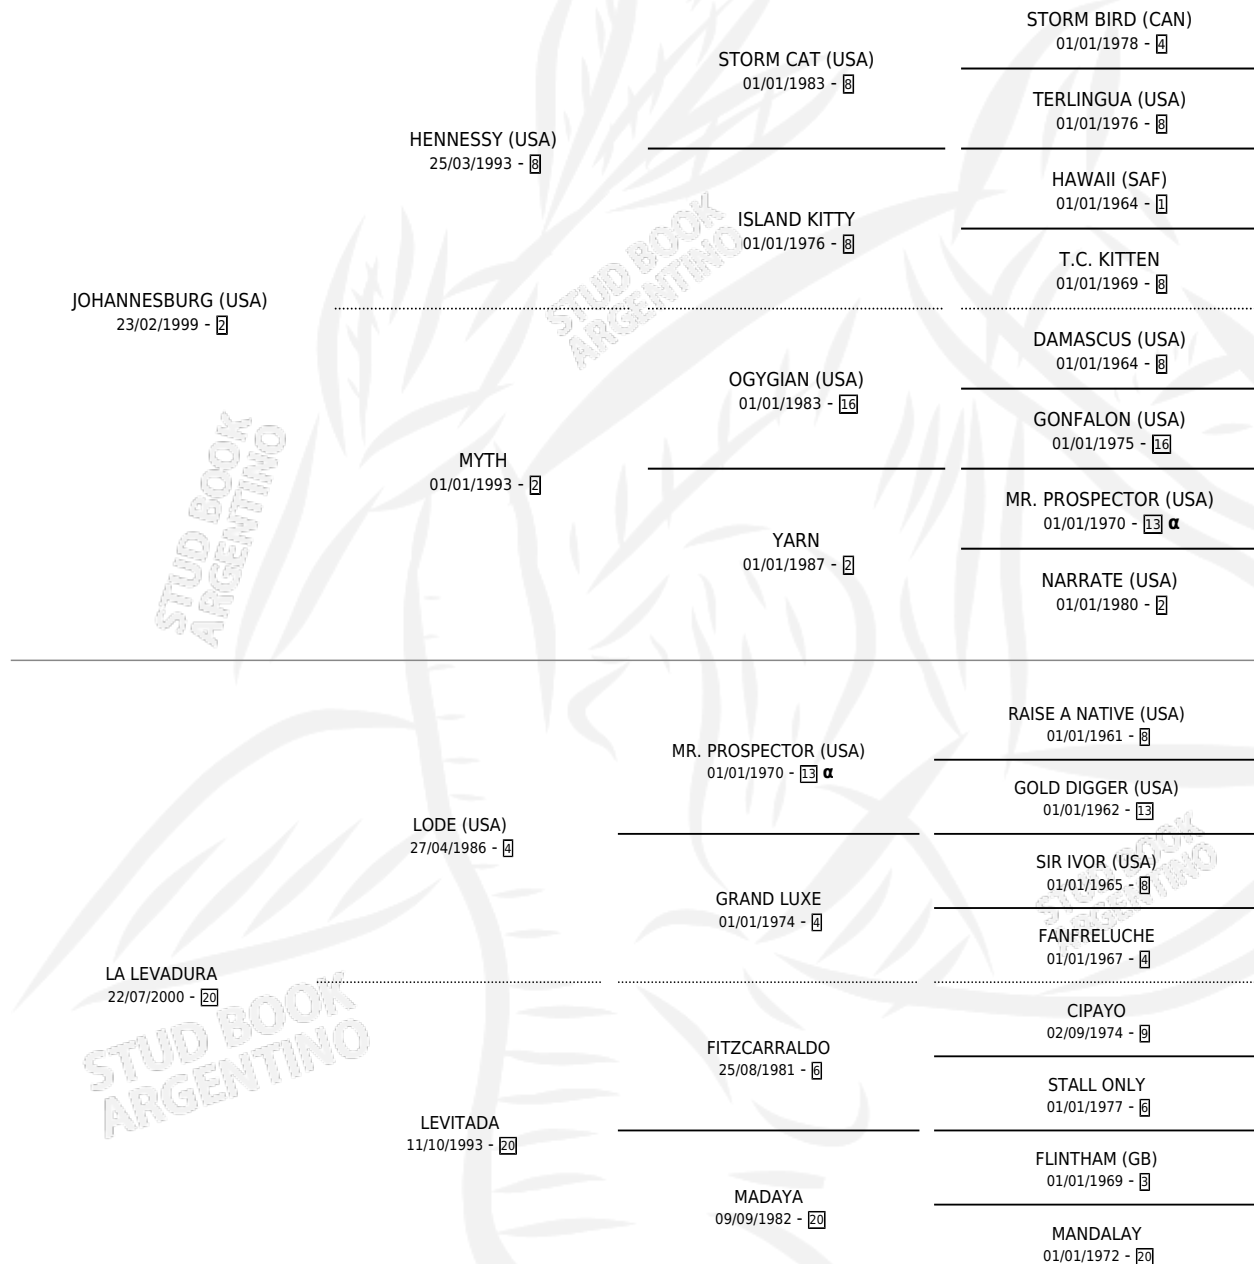 STORM BIRD (CAN)
01/01/1978 - 4
STORM CAT (USA)
01/01/1983 - 8
TERLINGUA (USA)
01/01/1976 - 8
HENNESSY (USA)
25/03/1993 - 8
HAWAII (SAF)
01/01/1964 - 1
ISLAND KITTY
01/01/1976 - 8
T.C. KITTEN
01/01/1969 - 8
JOHANNESBURG (USA)
23/02/1999 - 2
DAMASCUS (USA)
01/01/1964 - 8
OGYGIAN (USA)
01/01/1983 - 16
GONFALON (USA)
01/01/1975 - 16
MYTH
01/01/1993 - 2
MR. PROSPECTOR (USA)
01/01/1970 - 13 α
YARN
01/01/1987 - 2
NARRATE (USA)
01/01/1980 - 2
RAISE A NATIVE (USA)
01/01/1961 - 8
MR. PROSPECTOR (USA)
01/01/1970 - 13 α
GOLD DIGGER (USA)
01/01/1962 - 13
LODE (USA)
27/04/1986 - 4
SIR IVOR (USA)
01/01/1965 - 8
GRAND LUXE
01/01/1974 - 4
FANFRELUCHE
01/01/1967 - 4
LA LEVADURA
22/07/2000 - 20
CIPAYO
02/09/1974 - 9
FITZCARRALDO
25/08/1981 - 6
STALL ONLY
01/01/1977 - 6
LEVITADA
11/10/1993 - 20
FLINTHAM (GB)
01/01/1969 - 3
MADAYA
09/09/1982 - 20
MANDALAY
01/01/1972 - 20
STUD BOOK
ARGENTINO
STUD BOOK
ARGENTINO
STUD BOOK
ARGENTINO
STUD BOOK
ARGENTINO